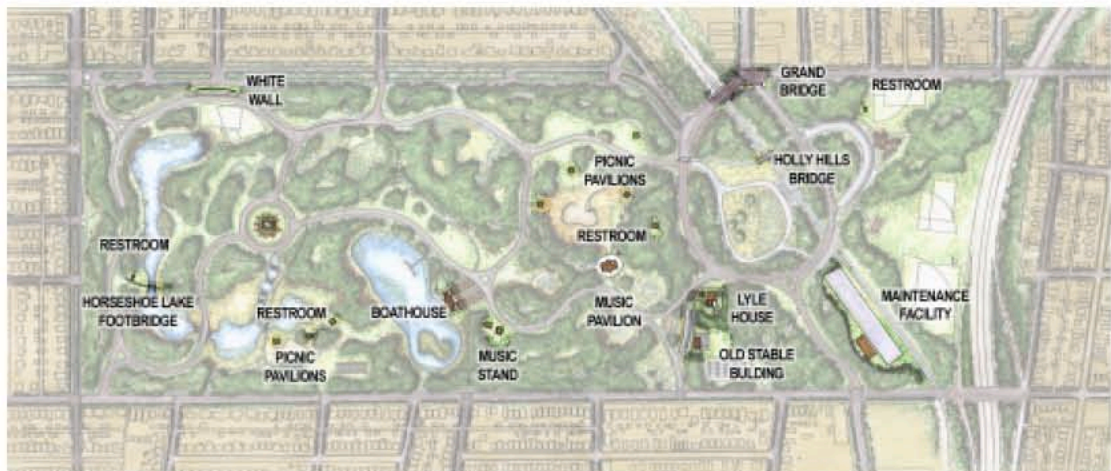 WHITE
WALL
GRAND
BRIDGE
RESTROOM
PICNIC
PAVILIONS
HOLLY HILLS
BRIDGE
RESTROOM
RESTROOM
HORSESHOE LAKE
FOOTBRIDGE
RESTROOM
BOATHOUSE
MUSIC
PAVILION
LYLE
HOUSE
MAINTENANCE
FACILITY
PICNIC
PAVILIONS
MUSIC
STAND
OLD STABLE
BULDING